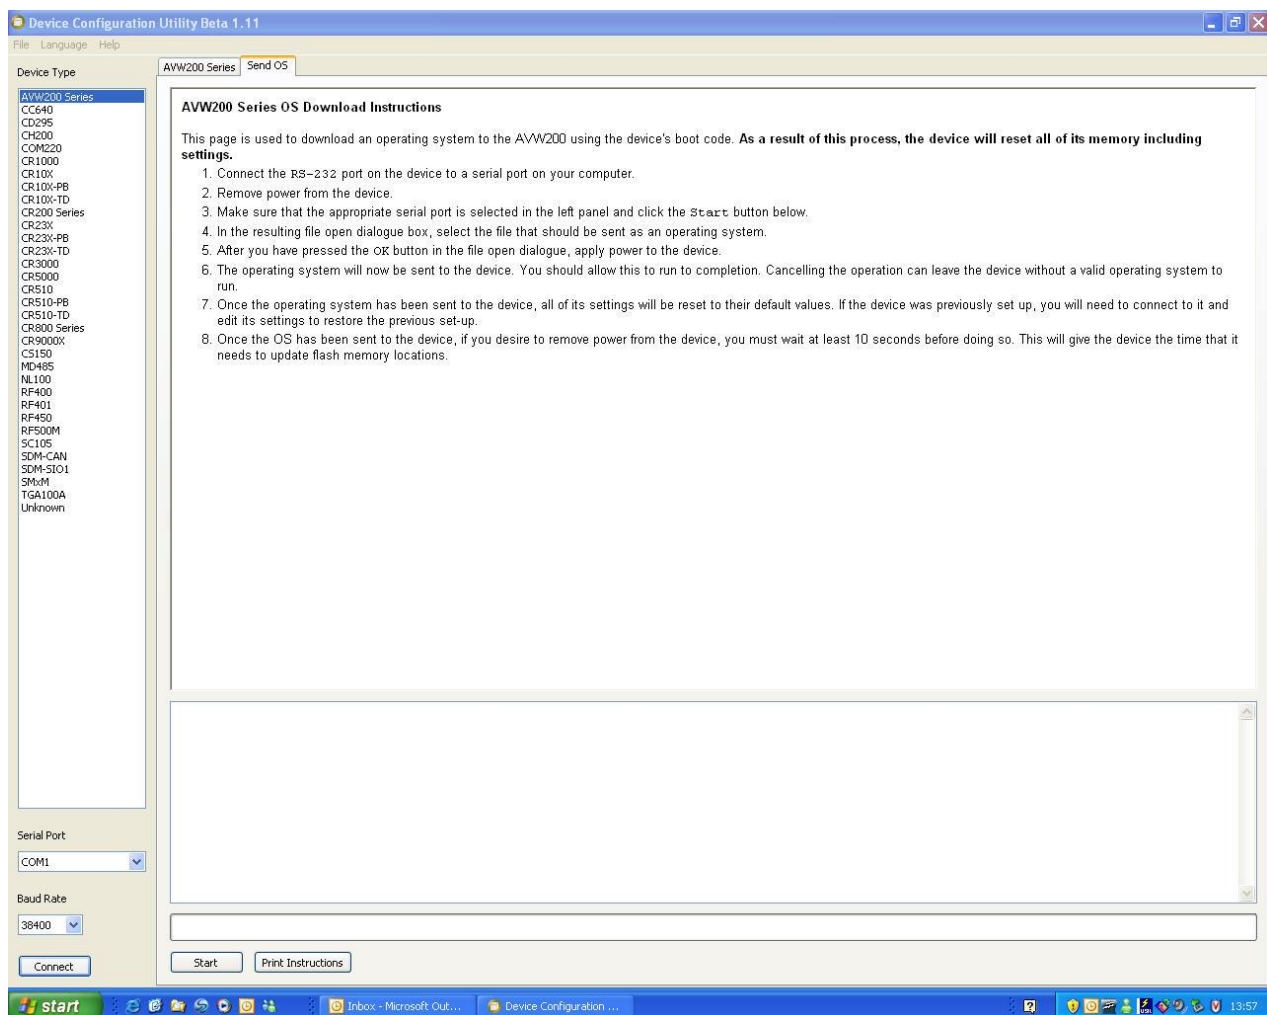 Device Configuration Utility Beta 1.11
File Language Help
Device Type
AVW200 Series
CC640
CD295
CH200
COM220
CR1000
CR10X
CR10X-PB
CR10X-TD
CR200 Series
CR23X
CR23X-PB
CR23X-TD
CR3000
CR5000
CR510
CR510-PB
CR510-TD
CR800 Series
CR9000X
CS150
MD485
NL100
RF400
RF401
RF450
RF500M
SC105
SDM-CAN
SDM-SIO1
SMxM
TGA100A
Unknown
Serial Port
COM1
Baud Rate
38400
Connect
AVW200 Series Send OS
AVW200 Series OS Download Instructions
This page is used to download an operating system to the AVW200 using the device's boot code. As a result of this process, the device will reset all of its memory including
settings.
1. Connect the RS-232 port on the device to a serial port on your computer.
2. Remove power from the device.
3. Make sure that the appropriate serial port is selected in the left panel and click the Start button below.
4. In the resulting file open dialogue box, select the file that should be sent as an operating system.
5. After you have pressed the OK button in the file open dialogue, apply power to the device.
6. The operating system will now be sent to the device. You should allow this to run to completion. Cancelling the operation can leave the device without a valid operating system to
run.
7. Once the operating system has been sent to the device, all of its settings will be reset to their default values. If the device was previously set up, you will need to connect to it and
edit its settings to restore the previous set-up.
8. Once the OS has been sent to the device, if you desire to remove power from the device, you must wait at least 10 seconds before doing so. This will give the device the time that it
needs to update flash memory locations.
Start Print Instructions
start Inbox - Microsoft Out... Device Configuration ... 13:57